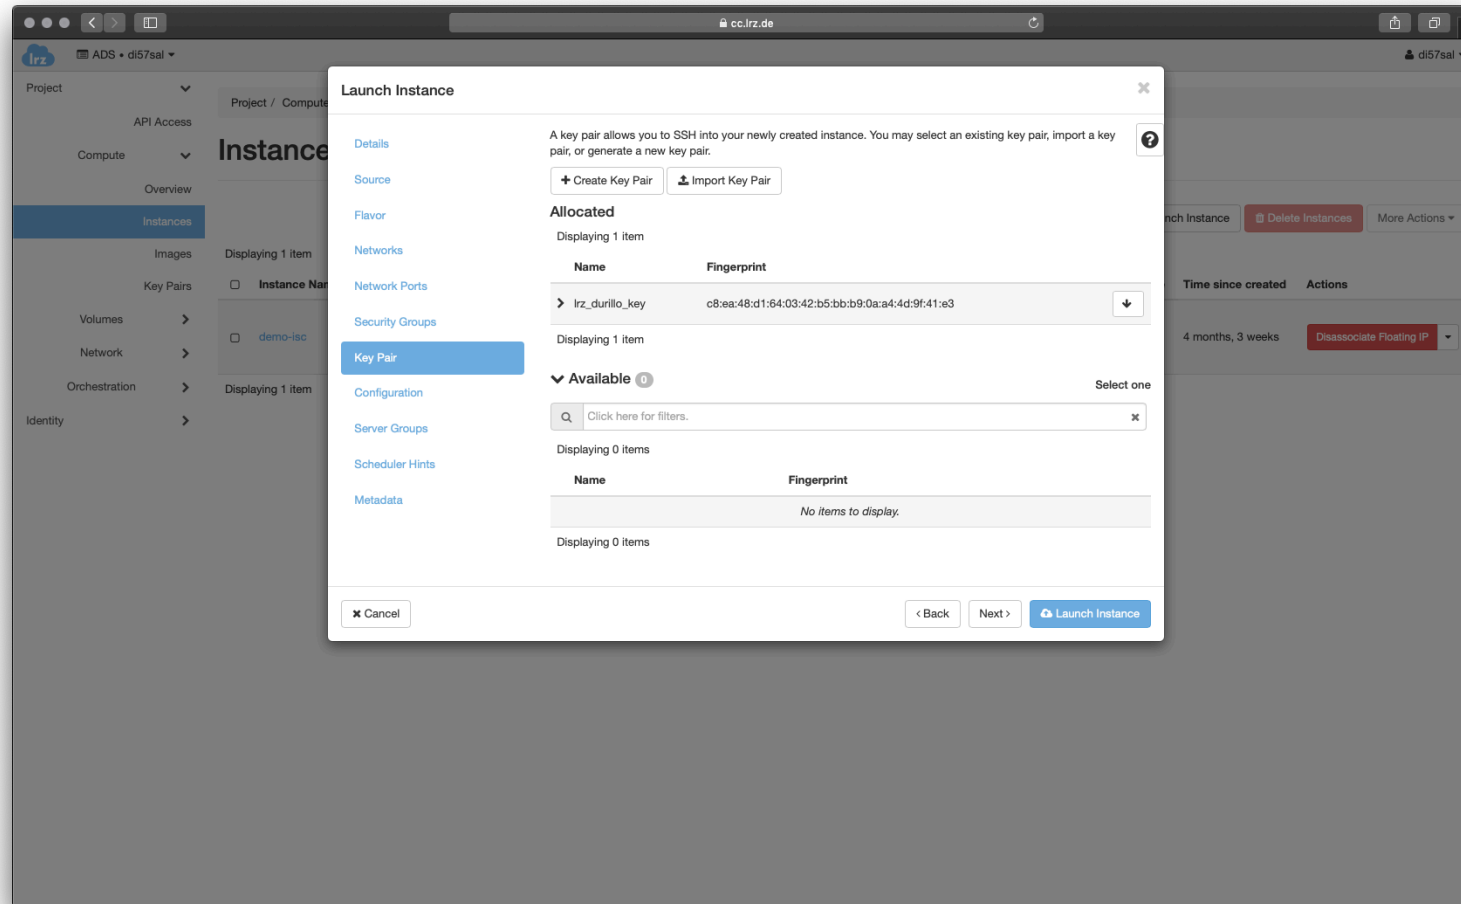 cc.lrz.de
lrz
ADS • di57sal
di57sal
Project
API Access
Compute
Overview
Instances
Images
Key Pairs
Volumes
Network
Orchestration
Identity
Project / Compute
Instance
nch Instance
Delete Instances
More Actions
Displaying 1 item
Instance Nan
Time since created
Actions
demo-isc
4 months, 3 weeks
Disassociate Floating IP
Displaying 1 item
Launch Instance
Details
Source
Flavor
Networks
Network Ports
Security Groups
Key Pair
Configuration
Server Groups
Scheduler Hints
Metadata
A key pair allows you to SSH into your newly created instance. You may select an existing key pair, import a key
pair, or generate a new key pair.
Create Key Pair
Import Key Pair
Allocated
Displaying 1 item
Name Fingerprint
lrz_durillo_key c8:ea:48:d1:64:03:42:b5:bb:b9:0a:a4:4d:9f:41:e3
Displaying 1 item
Available 0
Select one
Click here for filters.
Displaying 0 items
Name Fingerprint
No items to display.
Displaying 0 items
Cancel
Back
Next
Launch Instance